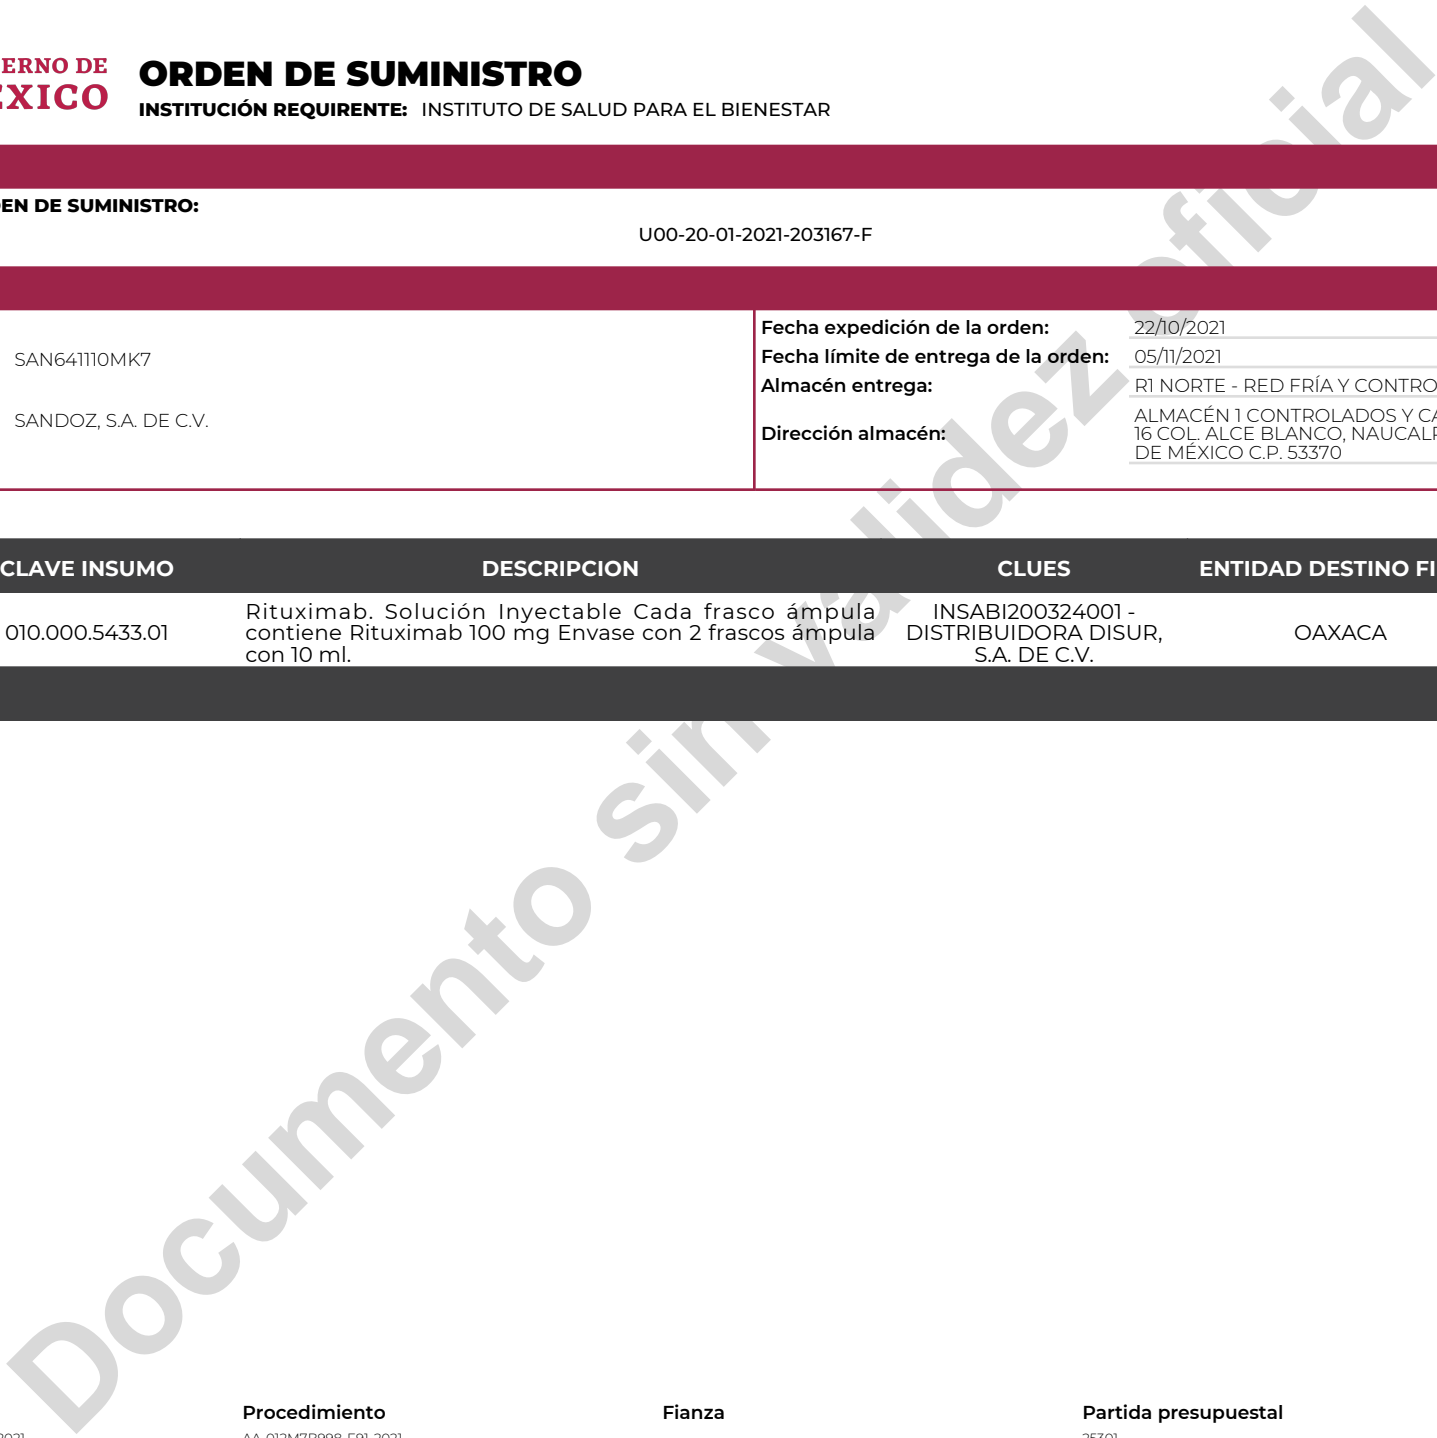 ERNO DE
ORDEN DE SUMINISTRO
INSTITUCIÓN REQUIRENTE: INSTITUTO DE SALUD PARA EL BIENESTAR
EN DE SUMINISTRO:
U00-20-01-2021-203167-F
SAN641110MK7
SANDOZ, S.A. DE C.V.
Fecha expedición de la orden: 22/10/2021
Fecha límite de entrega de la orden: 05/11/2021
Almacén entrega: R1 NORTE - RED FRÍA Y CONTRO
Dirección almacén: ALMACÉN 1 CONTROLADOS Y CA
16 COL. ALCE BLANCO, NAUCALP
DE MÉXICO C.P. 53370
CLAVE INSUMO DESCRIPCION CLUES ENTIDAD DESTINO FI
010.000.5433.01
Rituximab. Solución Inyectable Cada frasco ámpula
contiene Rituximab 100 mg Envase con 2 frascos ámpula
con 10 ml.
INSABI200324001 -
DISTRIBUIDORA DISUR,
S.A. DE C.V.
OAXACA
Documento sin validez oficial
Procedimiento Fianza Partida presupuestal